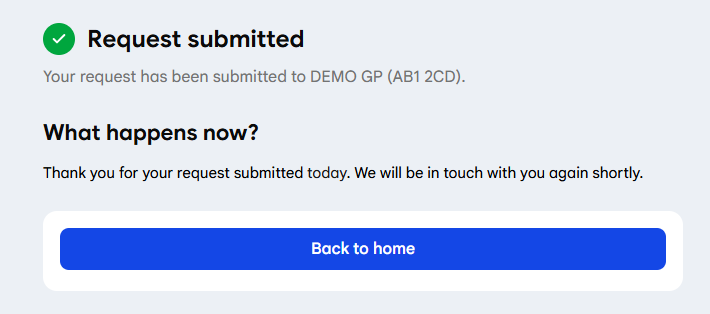 Request submitted
Your request has been submitted to DEMO GP (AB1 2CD).
What happens now?
Thank you for your request submitted today. We will be in touch with you again shortly.
Back to home